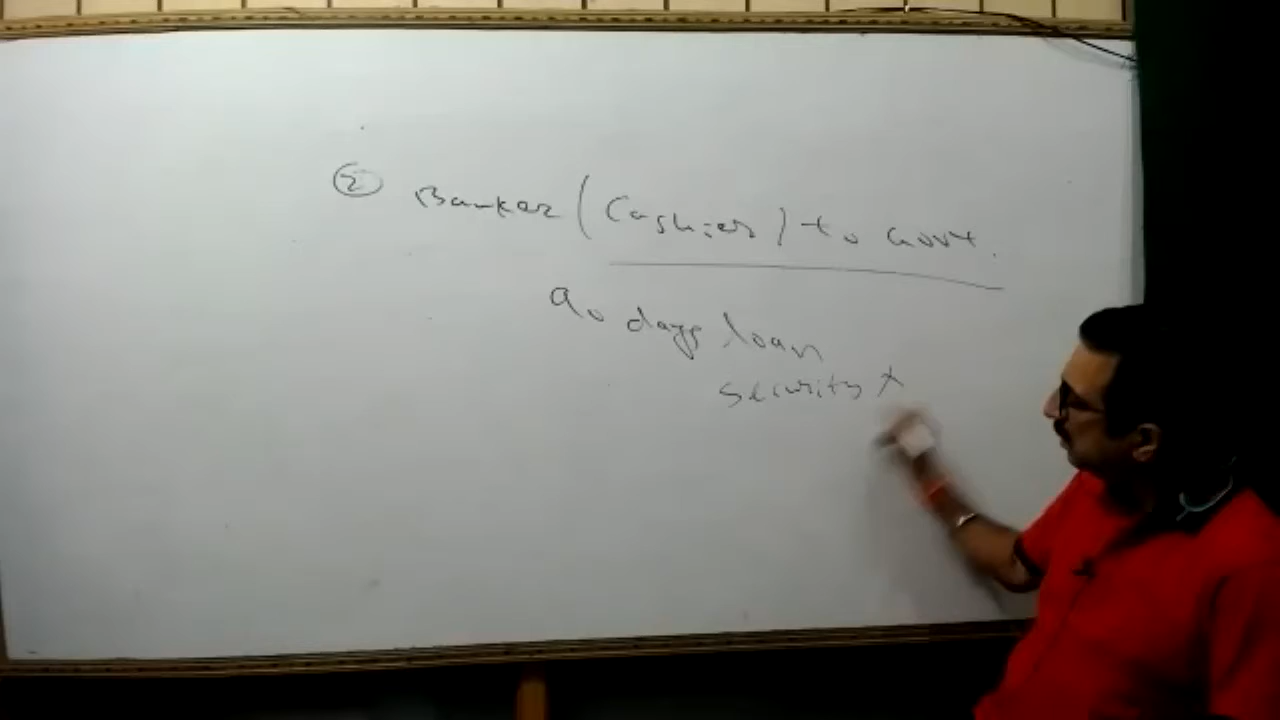 ② Banker (Cashier) to Govt.
90 days loan
Security ×